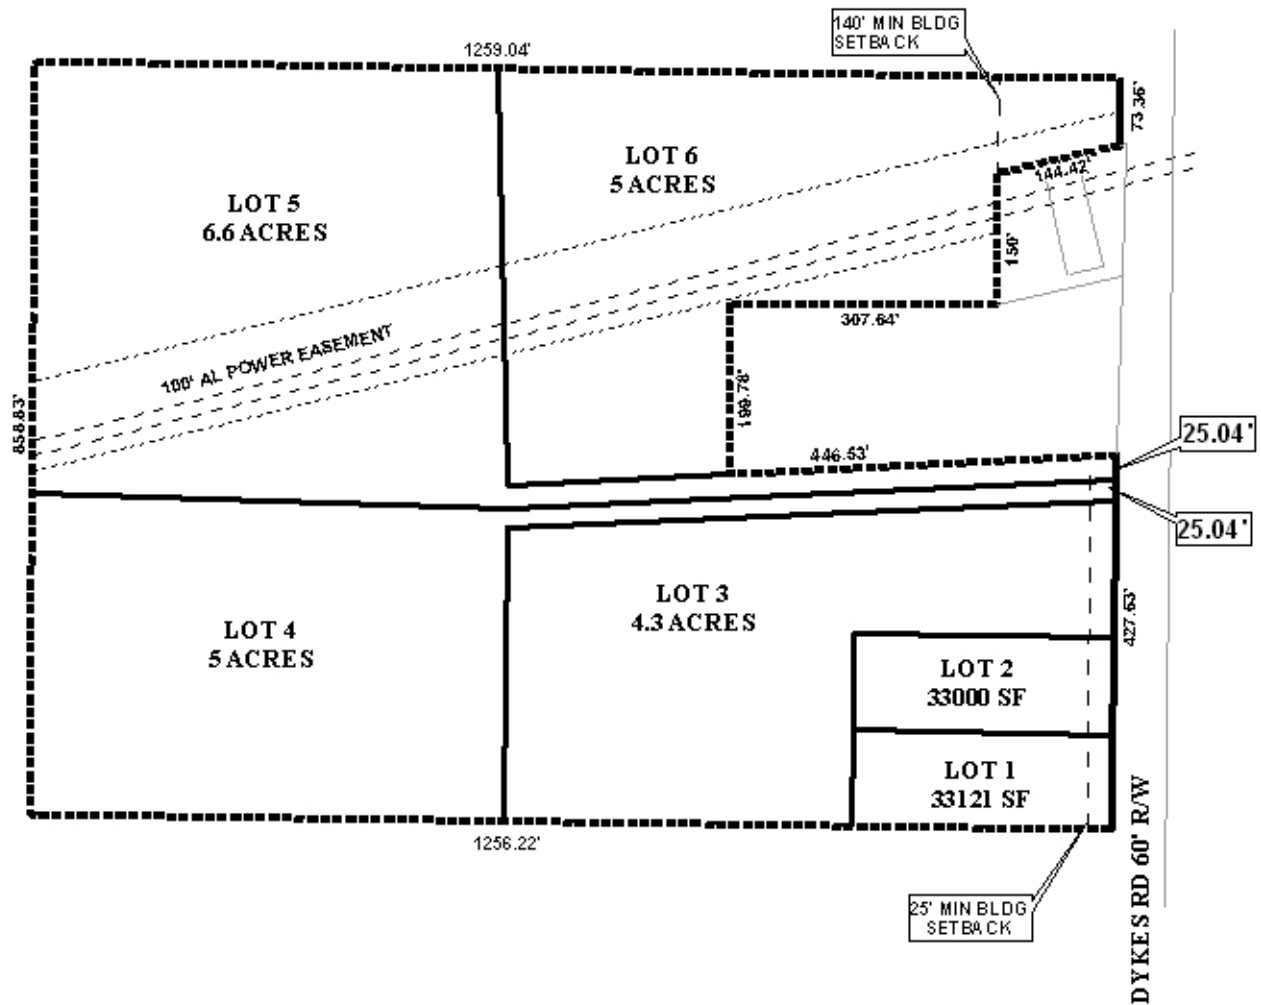 140' MIN BLDG
SETBACK
1259.04'
73.36'
LOT 6
5 ACRES
144.42'
LOT 5
6.6 ACRES
150'
307.64'
100' AL POWER EASEMENT
199.78'
858.83'
446.53'
25.04'
25.04'
LOT 3
4.3 ACRES
427.63'
LOT 4
5 ACRES
LOT 2
33000 SF
LOT 1
33121 SF
1256.22'
DYKES RD 60' R/W
25' MIN BLDG
SETBACK